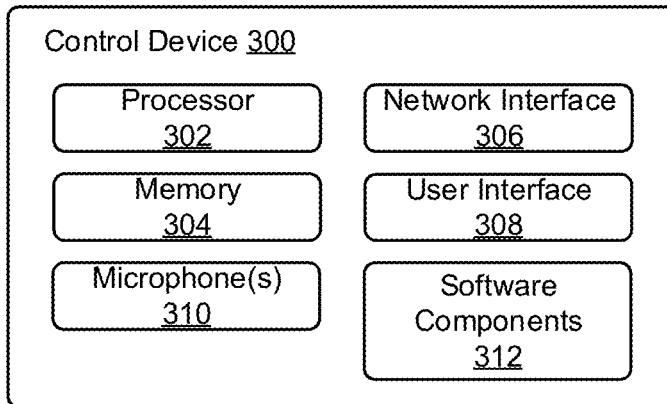 Control Device 300
Processor
302
Network Interface
306
Memory
304
User Interface
308
Microphone(s)
310
Software
Components
312